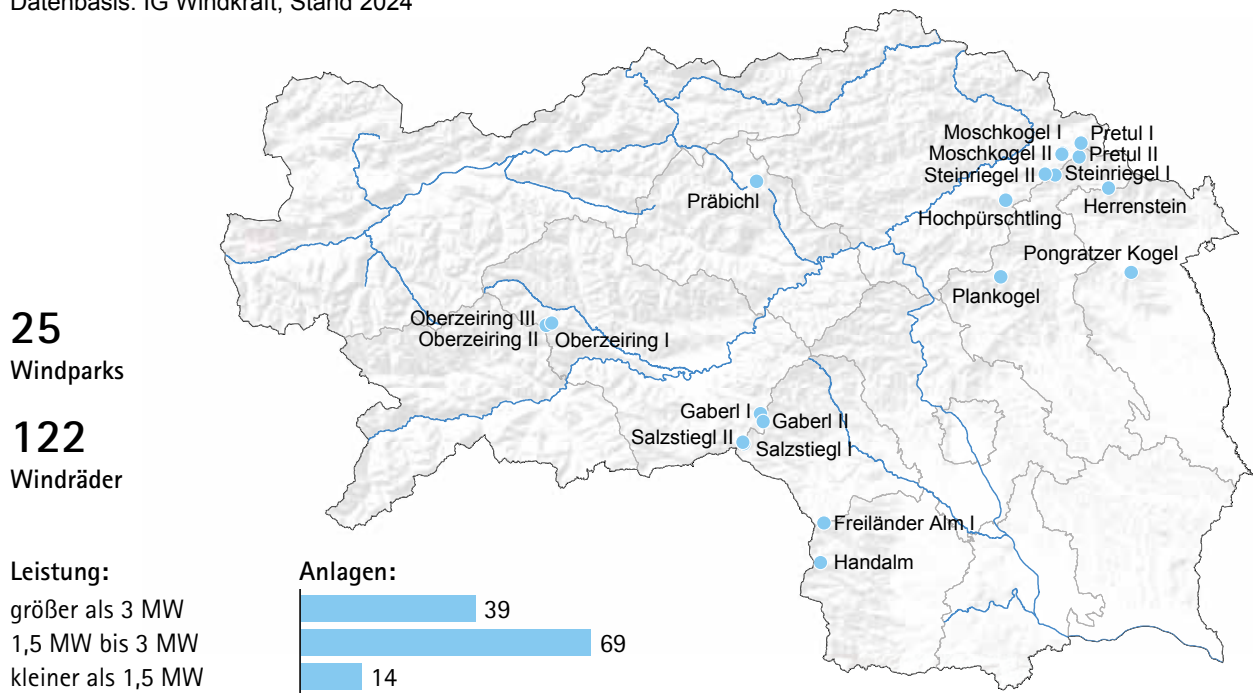 Datenbasis: IG Windkraft, Stand 2024
Moschkogel I
Pretul I
Moschkogel II
Pretul II
Steinriegel II
Steinriegel I
Präbichl
Herrenstein
Hochpürschtling
Pongratzer Kogel
Plankogel
Oberzeiring III
Oberzeiring II
Oberzeiring I
25
Windparks
122
Windräder
Gaberl I
Gaberl II
Salzstiegl II
Salzstiegl I
Freiländer Alm I
Handalm
Leistung:
Anlagen:
größer als 3 MW
39
1,5 MW bis 3 MW
69
kleiner als 1,5 MW
14